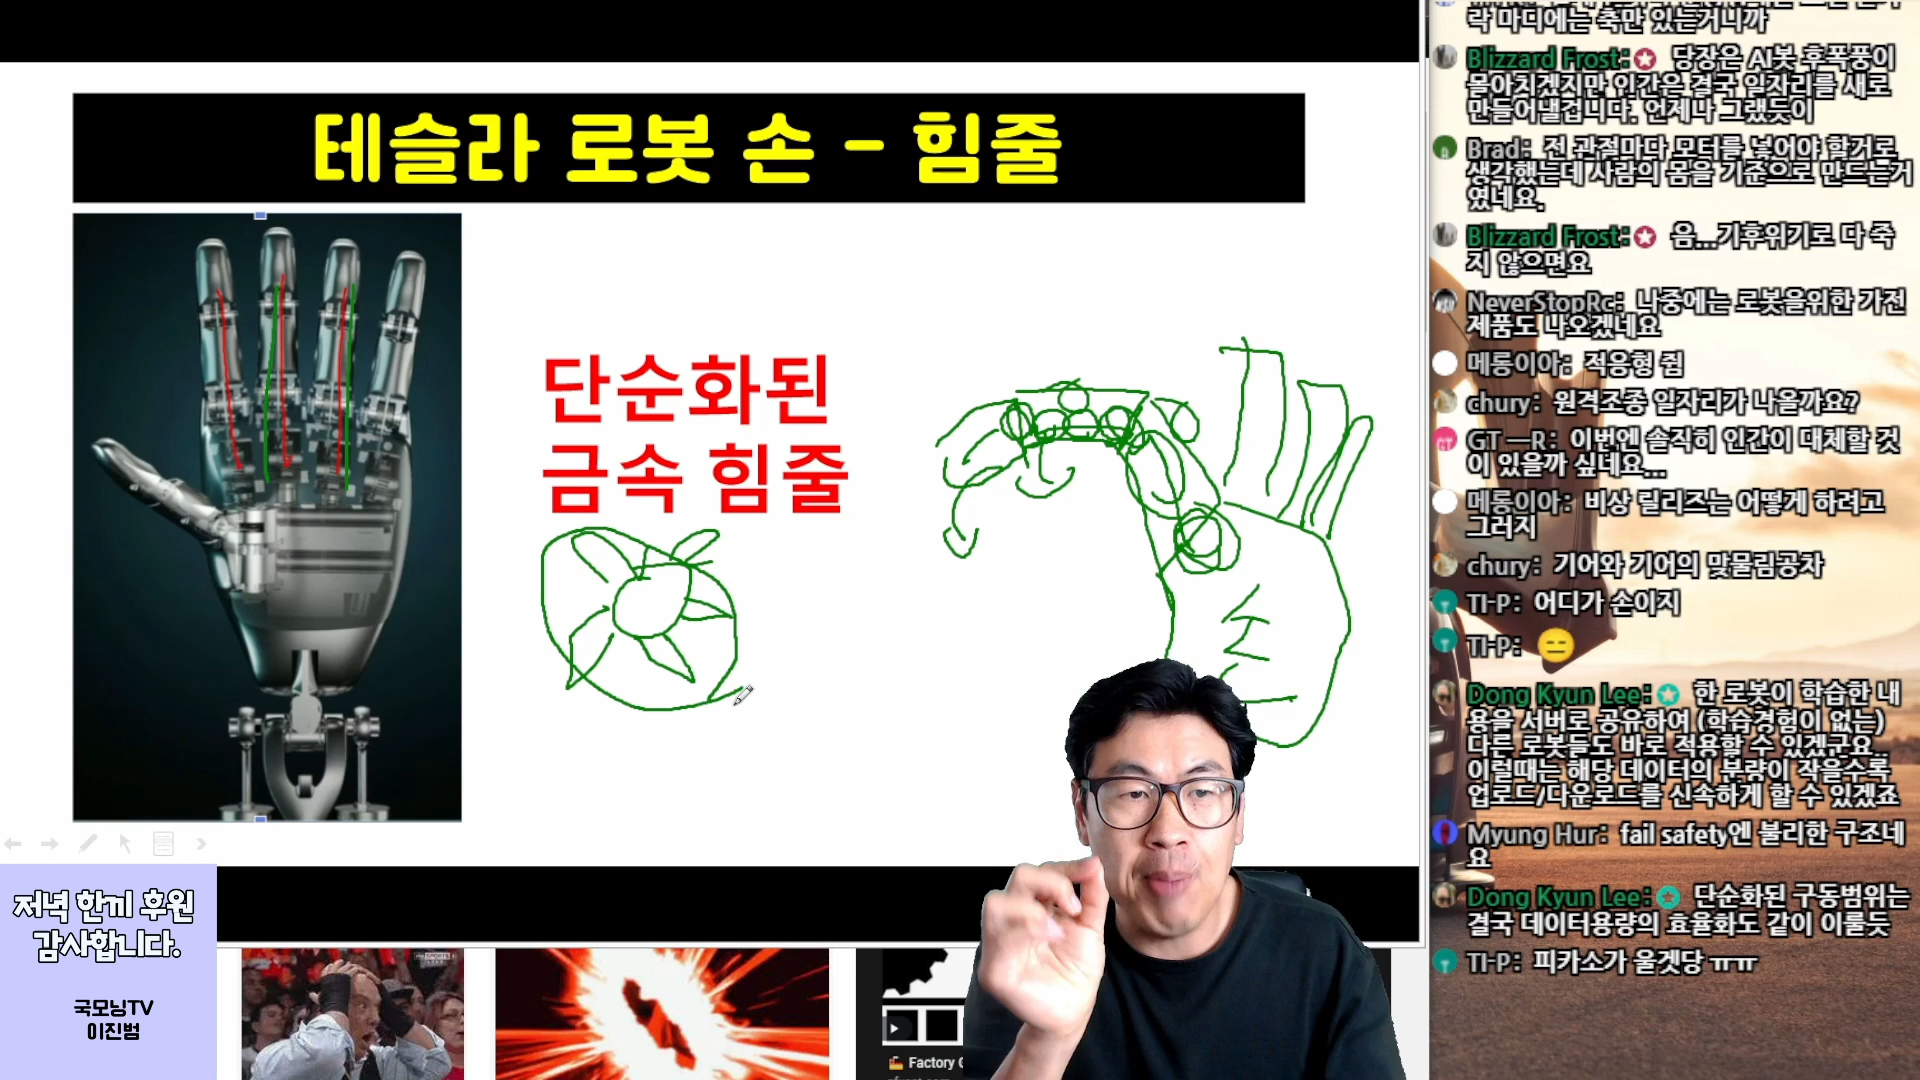 테슬라 로봇 손 - 힘줄
단순화된
금속 힘줄
저녁 한끼 후원
감사합니다.
국모닝TV
이진범
Factory
락 마디에는 축만 있는거니까
Blizzard Frost: 당장은 AI봇 후폭풍이
몰아치겠지만 인간은 결국 일자리를 새로
만들어낼겁니다. 언제나 그랬듯이
Brad: 전 관절마다 모터를 넣어야 할거로
생각했는데 사람의 몸을 기준으로 만드는거
였네요.
Blizzard Frost: 음...기후위기로 다 죽
지 않으면요
NeverStopRc: 나중에는 로봇을위한 가전
제품도 나오겠네요
메롱이아: 적응형 쥠
chury: 원격조종 일자리가 나올까요?
GT —R: 이번엔 솔직히 인간이 대체할 것
이 있을까 싶네요...
메롱이아: 비상 릴리즈는 어떻게 하려고
그러지
chury: 기어와 기어의 맞물림공차
TI-P: 어디가 손이지
TI-P: 😑
Dong Kyun Lee: 한 로봇이 학습한 내
용을 서버로 공유하여 (학습경험이 없는)
다른 로봇들도 바로 적용할 수 있겠군요..
이럴때는 해당 데이터의 분량이 작을수록
업로드/다운로드를 신속하게 할 수 있겠죠
Myung Hur: fail safety엔 불리한 구조네
요
Dong Kyun Lee: 단순화된 구동범위는
결국 데이터용량의 효율화도 같이 이룰듯
TI-P: 피카소가 울겟당 ㅠㅠ